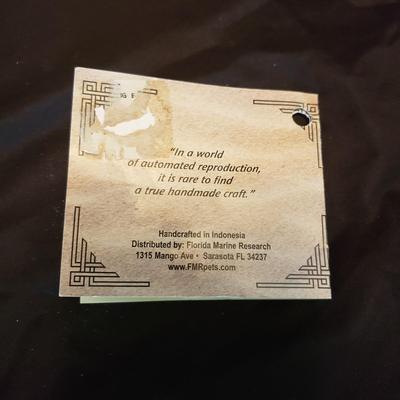 "In a world
of automated reproduction,
it is rare to find
a true handmade craft."
Handcrafted in Indonesia
Distributed by: Florida Marine Research
1315 Mango Ave • Sarasota FL 34237
www.FMRpets.com